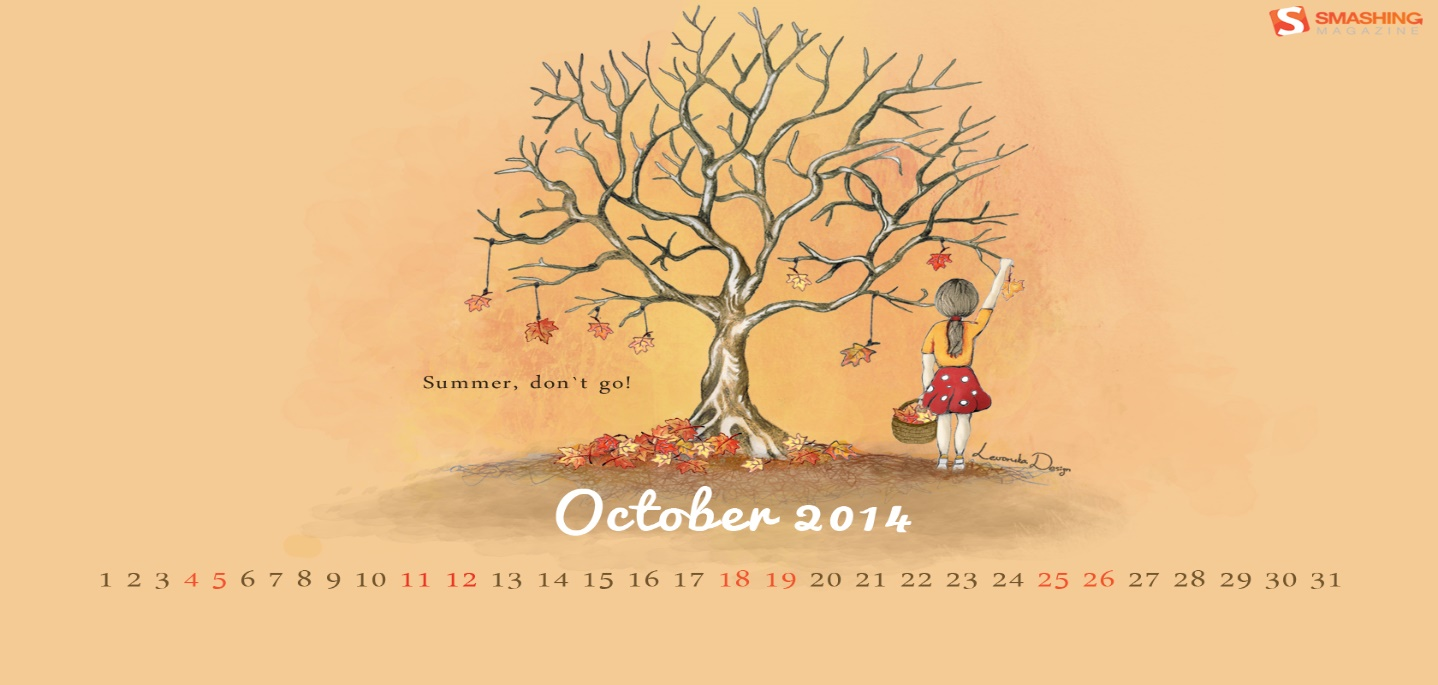 SMASHING
MAGAZINE
Summer, don`t go!
Levanda Design
October 2014
1 2 3 4 5 6 7 8 9 10 11 12 13 14 15 16 17 18 19 20 21 22 23 24 25 26 27 28 29 30 31